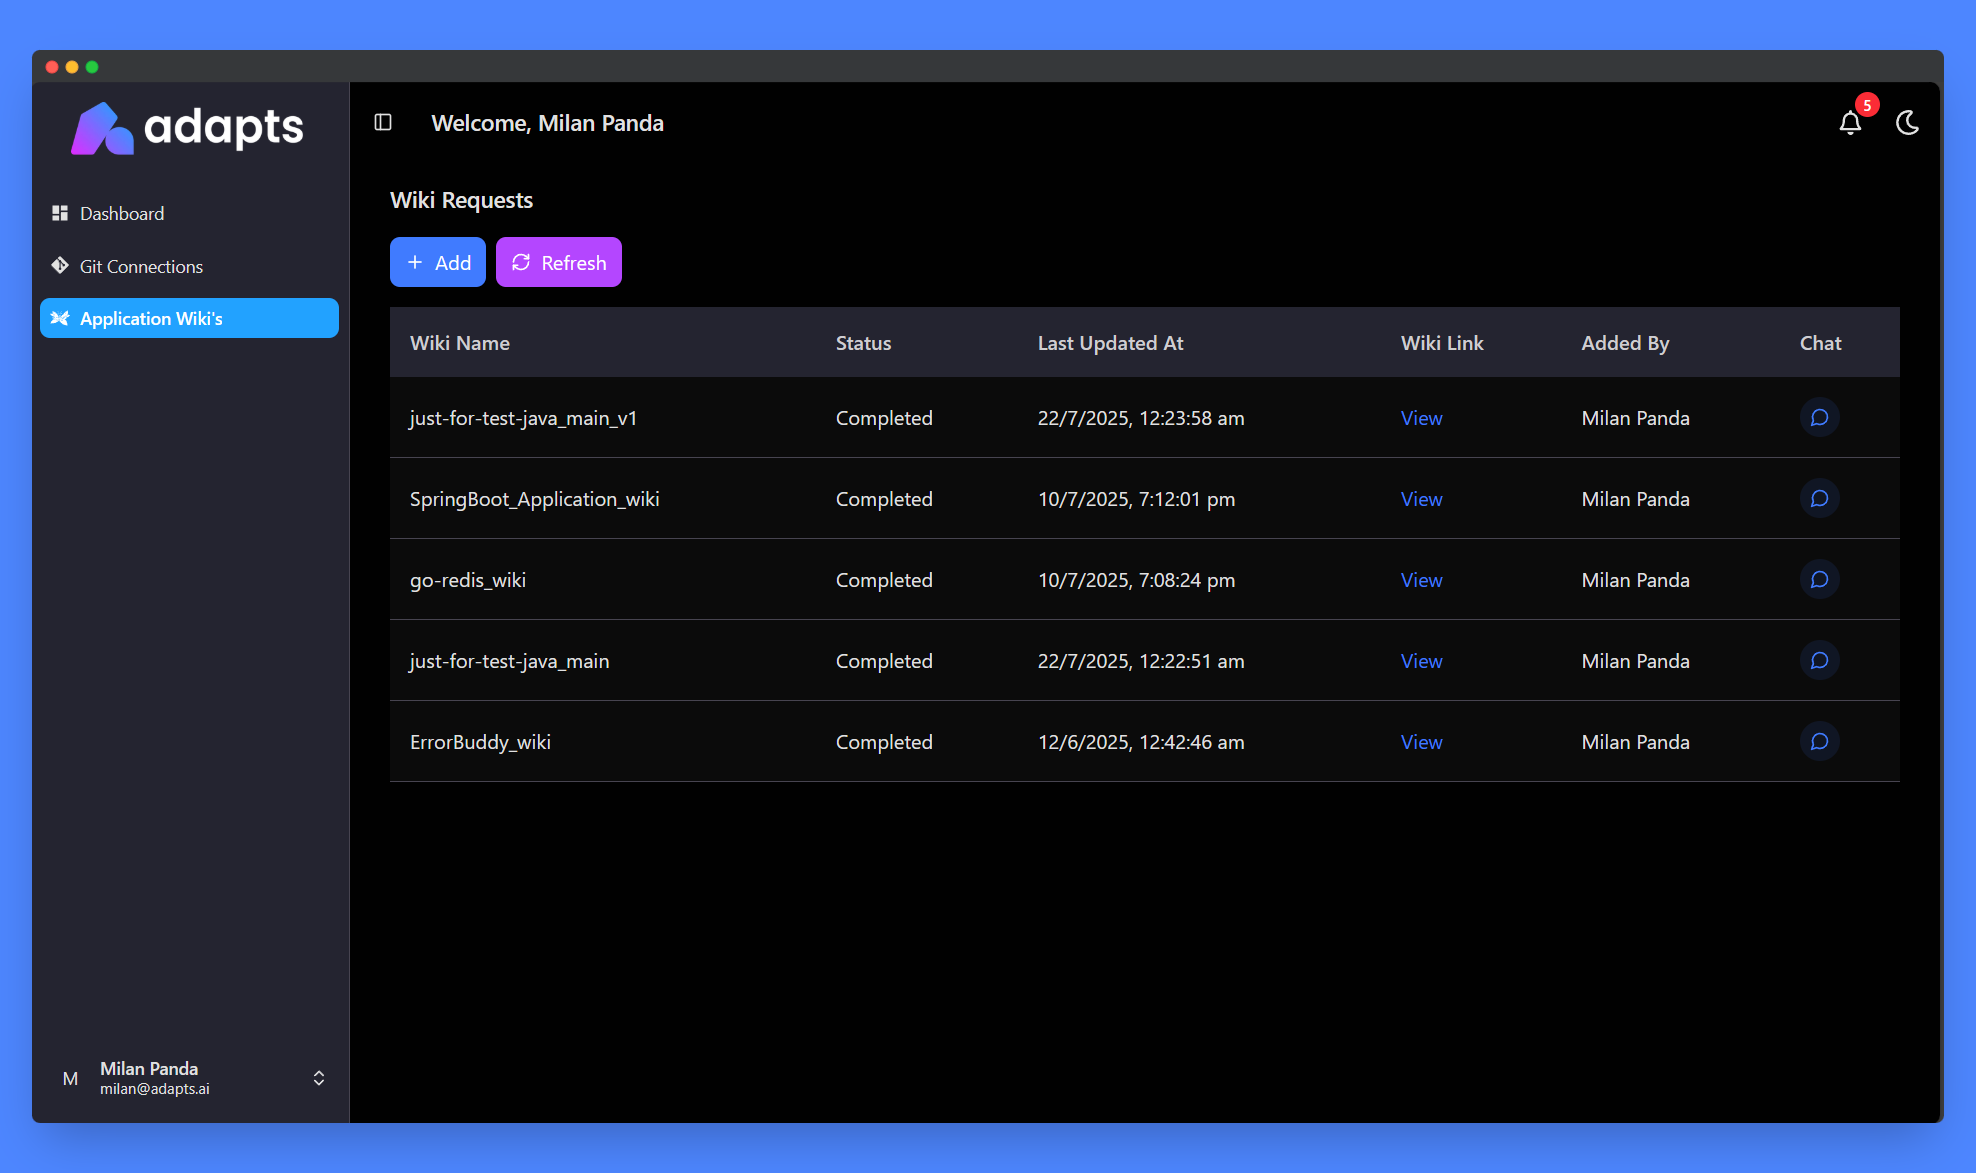 adapts
Welcome, Milan Panda
5
Dashboard
Git Connections
Application Wiki's
Wiki Requests
+ Add Refresh
Wiki Name Status Last Updated At Wiki Link Added By Chat
just-for-test-java_main_v1 Completed 22/7/2025, 12:23:58 am View Milan Panda
SpringBoot_Application_wiki Completed 10/7/2025, 7:12:01 pm View Milan Panda
go-redis_wiki Completed 10/7/2025, 7:08:24 pm View Milan Panda
just-for-test-java_main Completed 22/7/2025, 12:22:51 am View Milan Panda
ErrorBuddy_wiki Completed 12/6/2025, 12:42:46 am View Milan Panda
M
Milan Panda
milan@adapts.ai